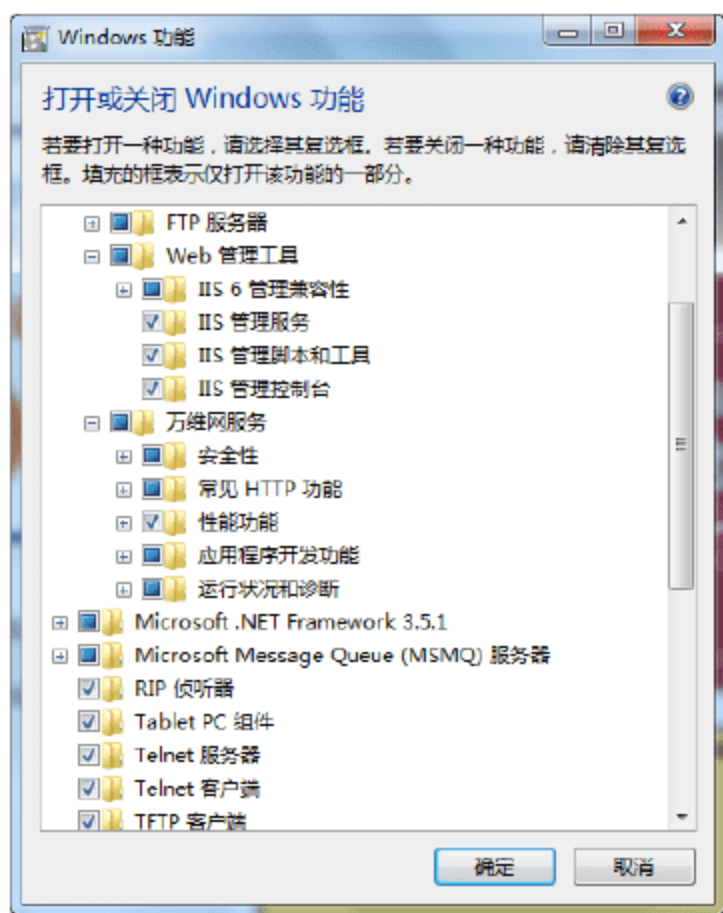 Windows 功能
打开或关闭 Windows 功能
若要打开一种功能，请选择其复选框。若要关闭一种功能，请清除其复选
框。填充的框表示仅打开该功能的一部分。
FTP 服务器
Web 管理工具
IIS 6 管理兼容性
IIS 管理服务
IIS 管理脚本和工具
IIS 管理控制台
万维网服务
安全性
常见 HTTP 功能
性能功能
应用程序开发功能
运行状况和诊断
Microsoft .NET Framework 3.5.1
Microsoft Message Queue (MSMQ) 服务器
RIP 侦听器
Tablet PC 组件
Telnet 服务器
Telnet 客户端
TFTP 客户端
确定
取消